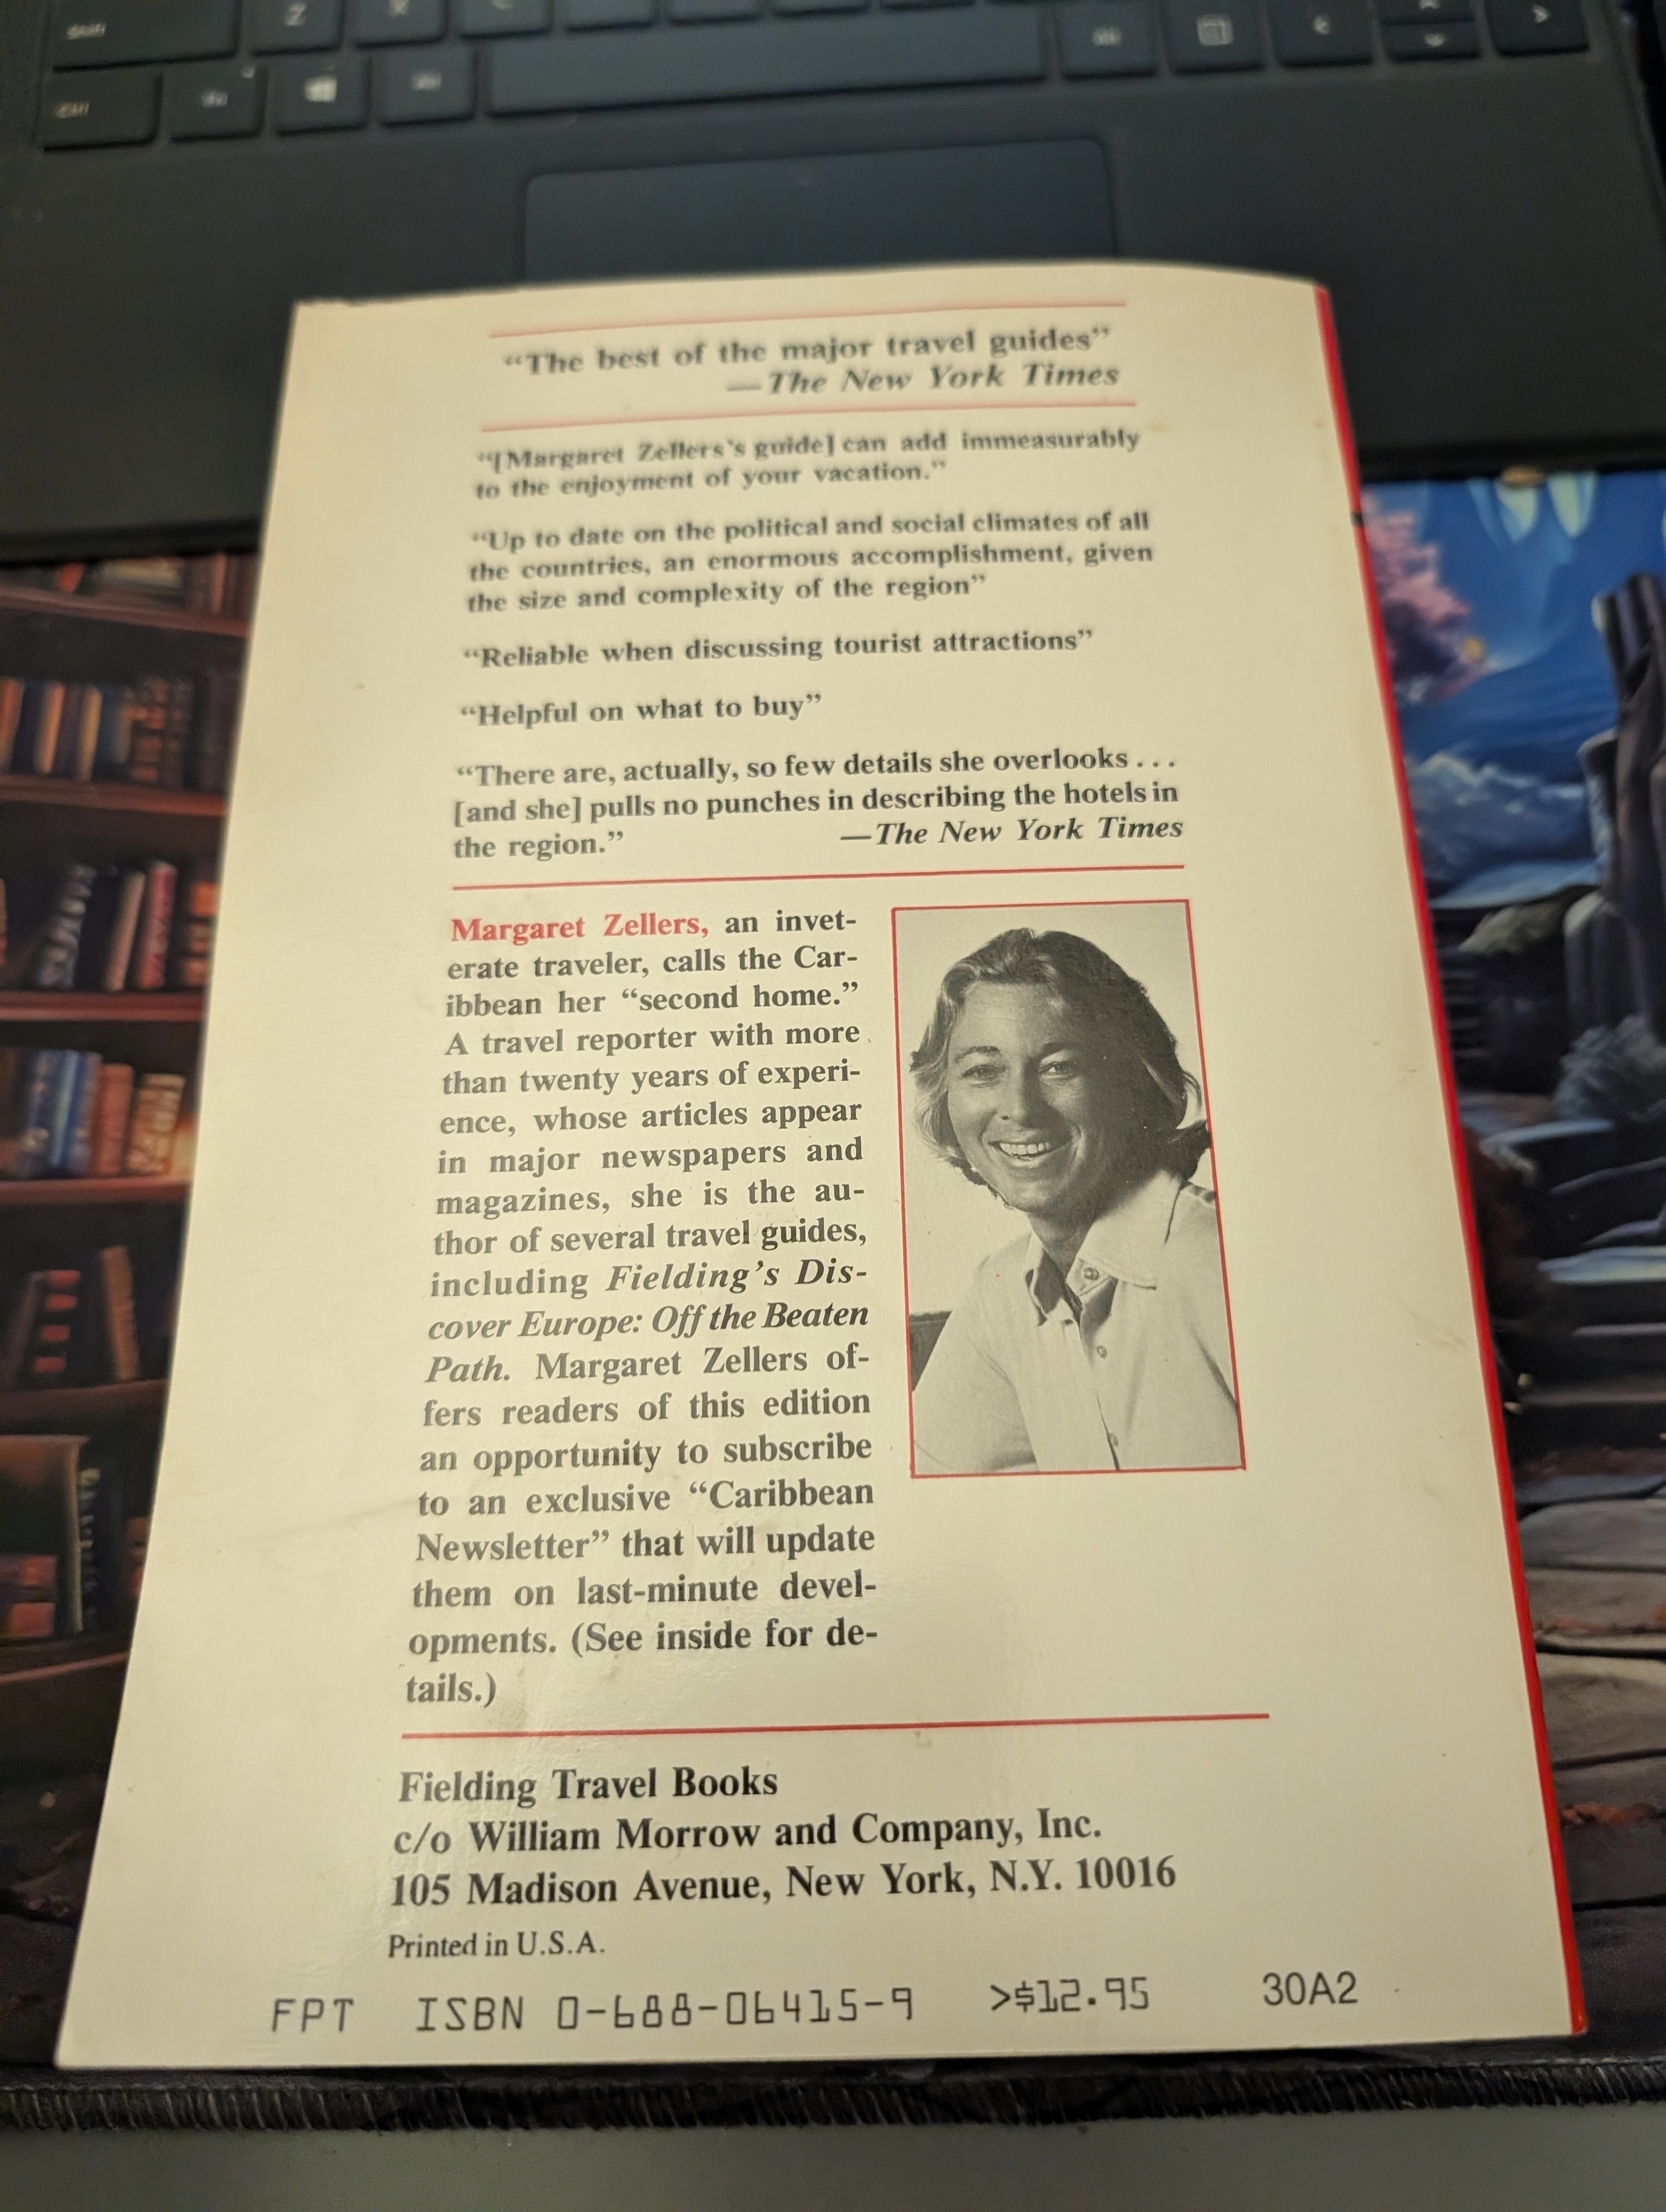 Z
X
"The best of the major travel guides"
—The New York Times
"[Margaret Zellers's guide] can add immeasurably
to the enjoyment of your vacation."
"Up to date on the political and social climates of all
the countries, an enormous accomplishment, given
the size and complexity of the region"
"Reliable when discussing tourist attractions"
"Helpful on what to buy"
"There are, actually, so few details she overlooks . . .
[and she] pulls no punches in describing the hotels in
the region." —The New York Times
Margaret Zellers, an invet-
erate traveler, calls the Car-
ibbean her "second home."
A travel reporter with more
than twenty years of experi-
ence, whose articles appear
in major newspapers and
magazines, she is the au-
thor of several travel guides,
including Fielding's Dis-
cover Europe: Off the Beaten
Path. Margaret Zellers of-
fers readers of this edition
an opportunity to subscribe
to an exclusive "Caribbean
Newsletter" that will update
them on last-minute devel-
opments. (See inside for de-
tails.)
Fielding Travel Books
c/o William Morrow and Company, Inc.
105 Madison Avenue, New York, N.Y. 10016
Printed in U.S.A.
FPT ISBN 0-688-06415-9 >$12.95 30A2